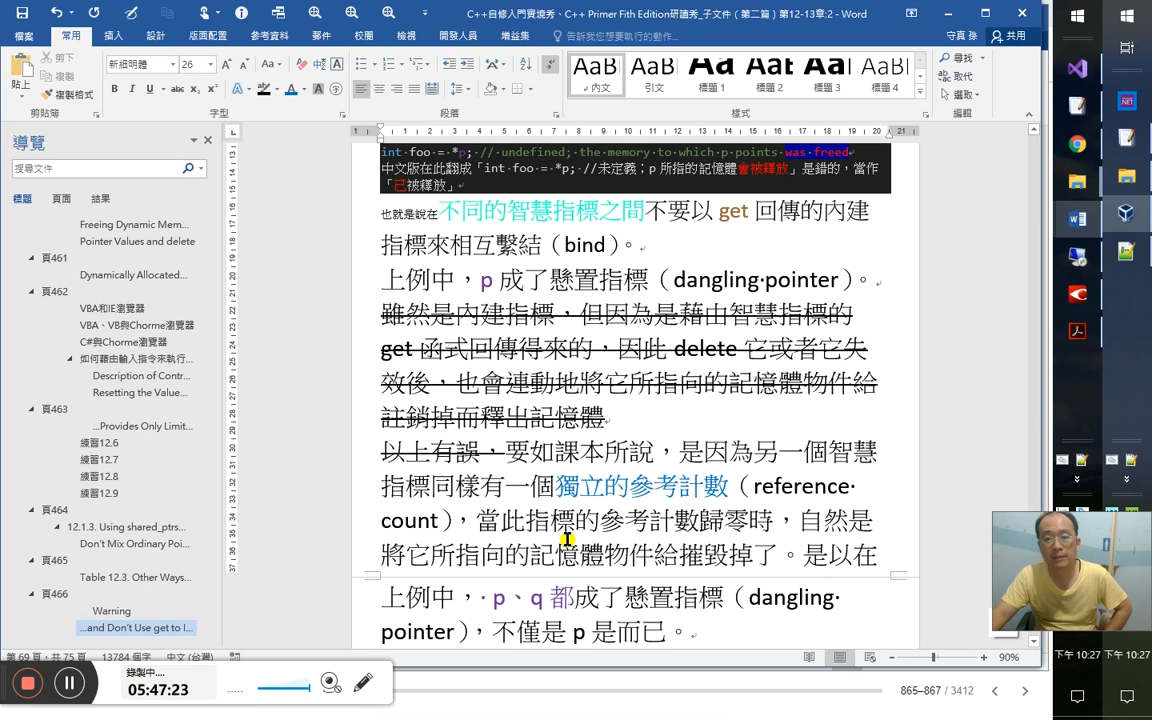 C++自修入門實境秀、C++ Primer Fith Edition研讀秀_子文件（第二篇）第12-13章:2 - Word
檔案 常用 插入 設計 版面配置 參考資料 郵件 校閱 檢視 開發人員 增益集 告訴我您想要執行的動作... 守真 孫 共用
貼上
剪下
複製
複製格式
剪貼簿
新細明體 26
字型
段落
AaB AaBb Aa AaB AaBl AaBb(
內文 引文 標題 1 標題 2 標題 3 標題 4
樣式
尋找
取代
選取
編輯
導覽
搜尋文件
標題 頁面 結果
Freeing Dynamic Mem...
Pointer Values and delete
頁461
Dynamically Allocated...
頁462
VBA和IE瀏覽器
VBA、VB與Chorme瀏覽器
C#與Chorme瀏覽器
如何藉由輸入指令來執行...
Description of Contr...
Resetting the Value...
頁463
...Provides Only Limit...
練習12.6
練習12.7
練習12.8
練習12.9
頁464
12.1.3. Using shared_ptrs...
Don't Mix Ordinary Poi...
頁465
Table 12.3. Other Ways...
頁466
Warning
...and Don't Use get to I...
int foo = *p; // undefined; the memory to which p points was freed
中文版在此翻成「int foo = *p; //未定義；p 所指的記憶體會被釋放」是錯的，當作
「已被釋放」
也就是說在不同的智慧指標之間不要以 get 回傳的內建
指標來相互繫結（bind）。
上例中，p 成了懸置指標（dangling pointer）。
雖然是內建指標，但因為是藉由智慧指標的
get 函式回傳得來的，因此 delete 它或者它失
效後，也會連動地將它所指向的記憶體物件給
註銷掉而釋出記憶體
以上有誤，要如課本所說，是因為另一個智慧
指標同樣有一個獨立的參考計數（reference
count），當此指標的參考計數歸零時，自然是
將它所指向的記憶體物件給摧毀掉了。是以在
上例中， p、q 都成了懸置指標（dangling
pointer），不僅是 p 是而已。
第 69 頁，共 75 頁 13784 個字 中文 (台灣) 90%
錄製中....
05:47:23
865–867 / 3412
下午 10:27 下午 10:27